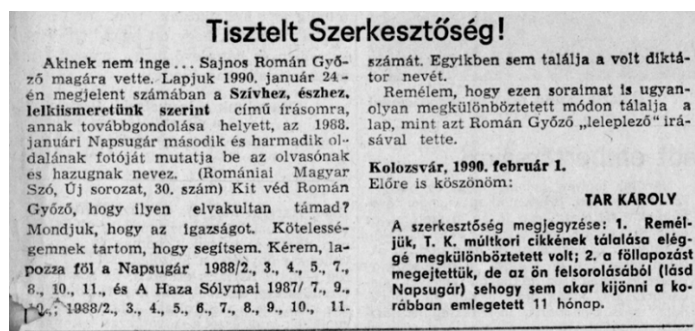 Tisztelt Szerkesztőség!
Akinek nem inge... Sajnos Román Győ-
ző magára vette. Lapjuk 1990. január 24-
én megjelent számában a Szívhez, észhez,
lelkiismeretünk szerint című írásomra,
annak továbbgondolása helyett, az 1988.
januári Napsugár második és harmadik ol-
dalának fotóját mutatja be az olvasónak
és hazugnak nevez. (Romániai Magyar
Szó, Új sorozat, 30. szám) Kit véd Román
Győző, hogy ilyen elvakultan támad?
Mondjuk, hogy az igazságot. Kötelessé-
gemnek tartom, hogy segítsem. Kérem, la-
pozza föl a Napsugár 1988/2., 3., 4., 5., 7.,
8., 10., 11., és A Haza Sólymai 1987/ 7., 9.,
1988/2., 3., 4., 5., 6., 7., 8., 9., 10., 11.
számát. Egyikben sem találja a volt diktá-
tor nevét.
Remélem, hogy ezen soraimat is ugyan-
olyan megkülönböztetett módon tálalja a
lap, mint azt Román Győző „leleplező" írá-
sával tette.
Kolozsvár, 1990. február 1.
Előre is köszönöm:
TAR KÁROLY
A szerkesztőség megjegyzése: 1. Remél-
jük, T. K. múltkori cikkének tálalása elég-
gé megkülönböztetett volt; 2. a föllapozást
megejtettük, de az ön felsorolásából (lásd
Napsugár) sehogy sem akar kijönni a ko-
rábban emlegetett 11 hónap.